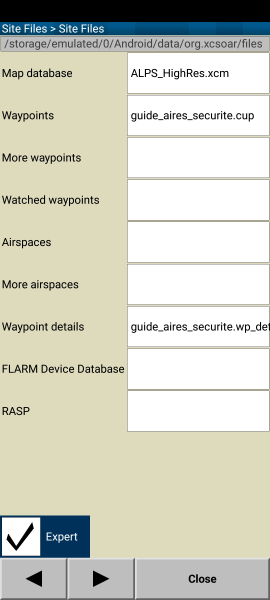 Site Files > Site Files
/storage/emulated/0/Android/data/org.xcsoar/files
Map database ALPS_HighRes.xcm
Waypoints guide_aires_securite.cup
More waypoints
Watched waypoints
Airspaces
More airspaces
Waypoint details guide_aires_securite.wp_det
FLARM Device Database
RASP
Expert
Close